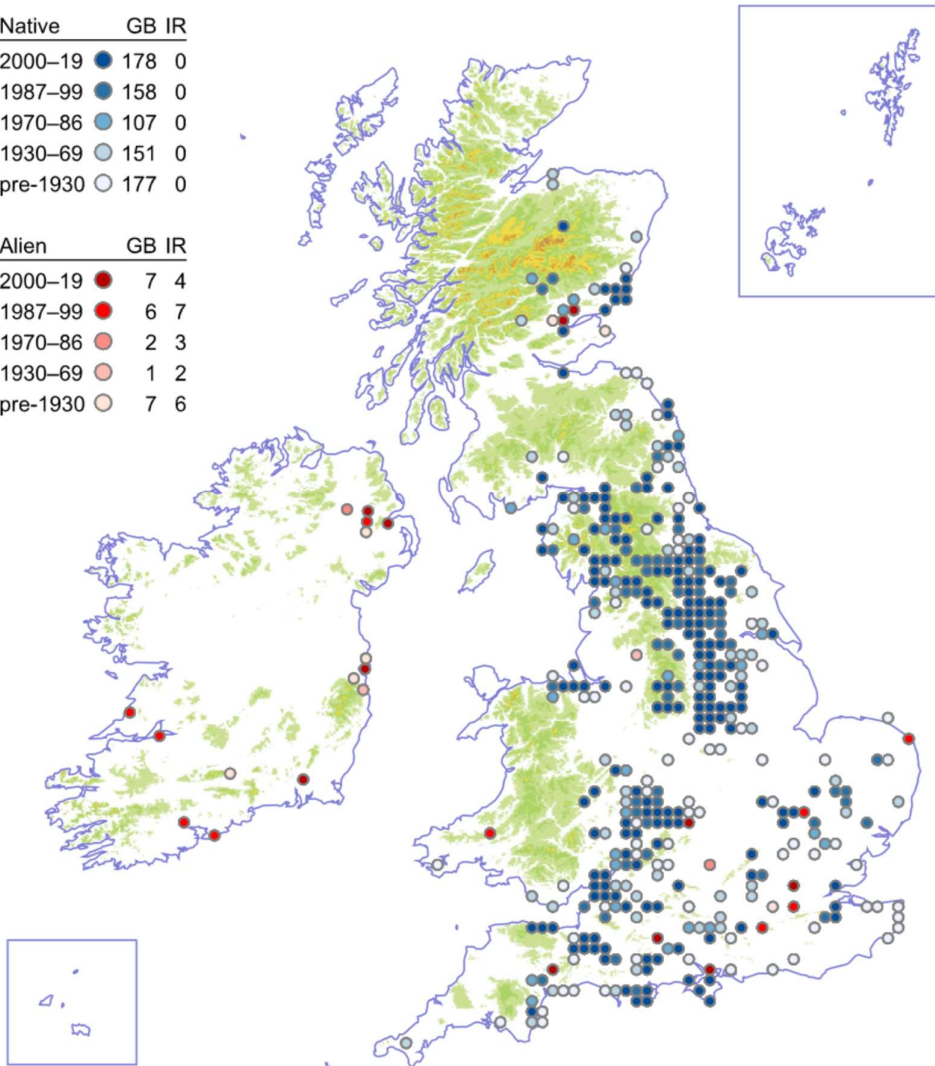 Native GB IR
2000–19 178 0
1987–99 158 0
1970–86 107 0
1930–69 151 0
pre-1930 177 0
Alien GB IR
2000–19 7 4
1987–99 6 7
1970–86 2 3
1930–69 1 2
pre-1930 7 6